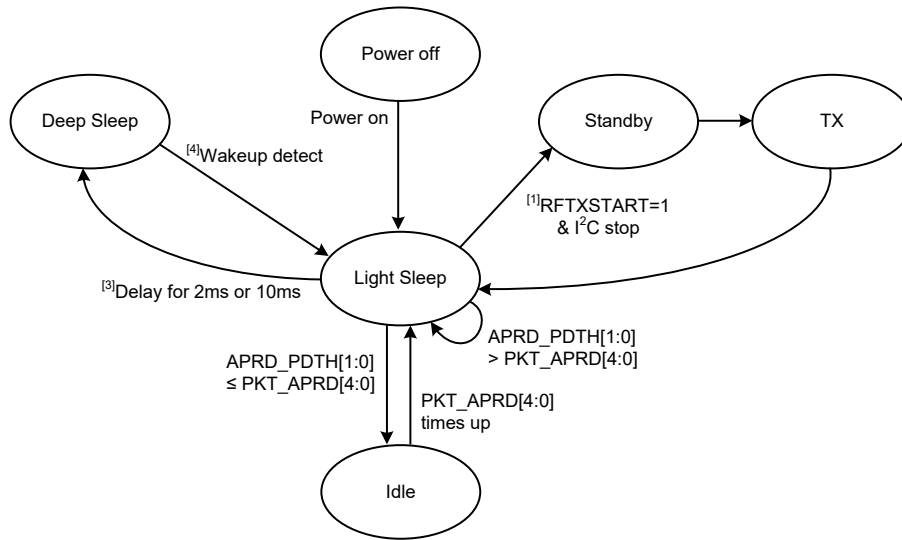 Power off
Deep Sleep
Standby
TX
Power on
[4]Wakeup detect
[1]RFTXSTART=1
& I2C stop
Light Sleep
[3]Delay for 2ms or 10ms
APRD_PDTH[1:0]
> PKT_APRD[4:0]
APRD_PDTH[1:0]
≤ PKT_APRD[4:0]
PKT_APRD[4:0]
times up
Idle